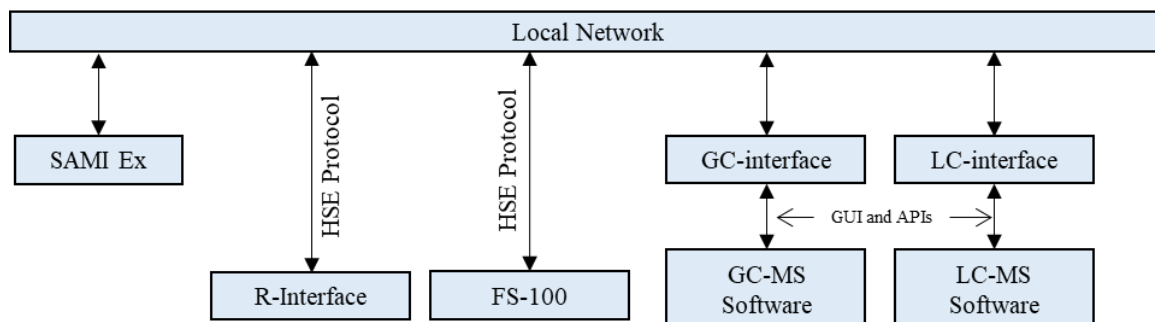 Local Network
SAMI Ex
HSE Protocol
HSE Protocol
GC-interface
LC-interface
GUI and APIs
R-Interface
FS-100
GC-MS
Software
LC-MS
Software